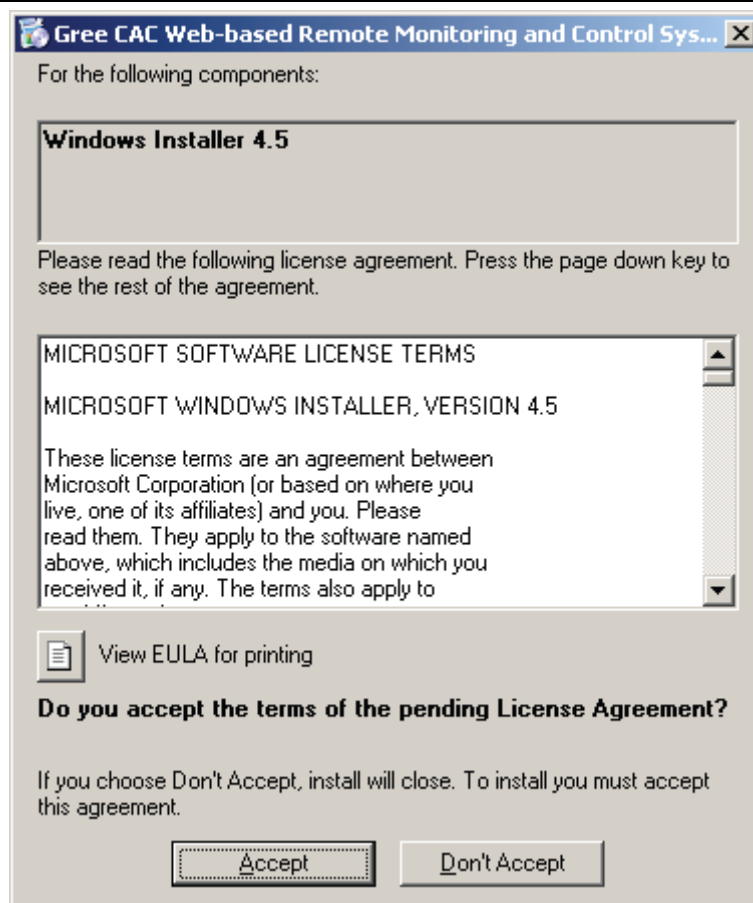 Gree CAC Web-based Remote Monitoring and Control Sys...
For the following components:
Windows Installer 4.5
Please read the following license agreement. Press the page down key to
see the rest of the agreement.
MICROSOFT SOFTWARE LICENSE TERMS
MICROSOFT WINDOWS INSTALLER, VERSION 4.5
These license terms are an agreement between
Microsoft Corporation (or based on where you
live, one of its affiliates) and you. Please
read them. They apply to the software named
above, which includes the media on which you
received it, if any. The terms also apply to
View EULA for printing
Do you accept the terms of the pending License Agreement?
If you choose Don't Accept, install will close. To install you must accept
this agreement.
Accept
Don't Accept